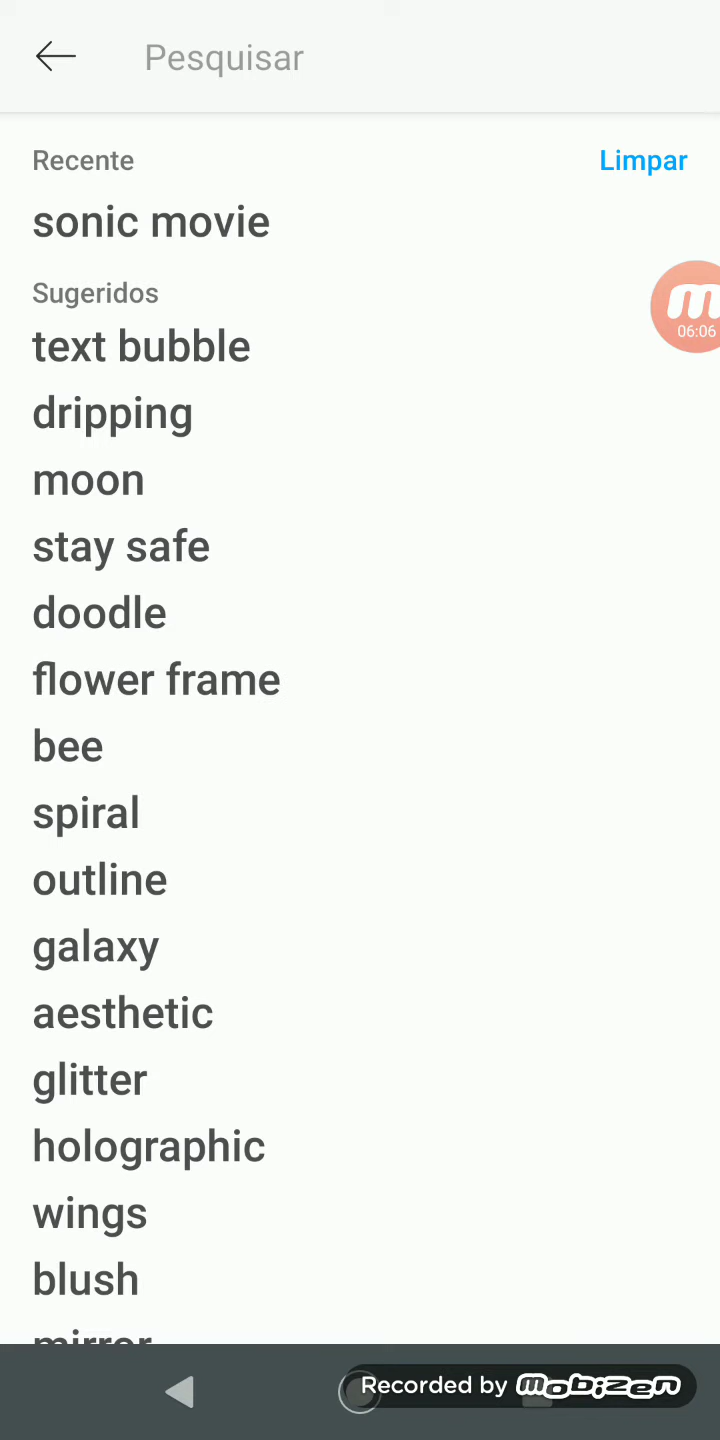 Pesquisar
Recente
Limpar
sonic movie
Sugeridos
text bubble
06:06
dripping
moon
stay safe
doodle
flower frame
bee
spiral
outline
galaxy
aesthetic
glitter
holographic
wings
blush
mirror
Recorded by mobizen